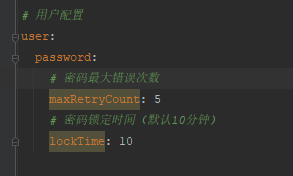 # 用户配置
user:
password:
# 密码最大错误次数
maxRetryCount: 5
# 密码锁定时间（默认10分钟）
lockTime: 10